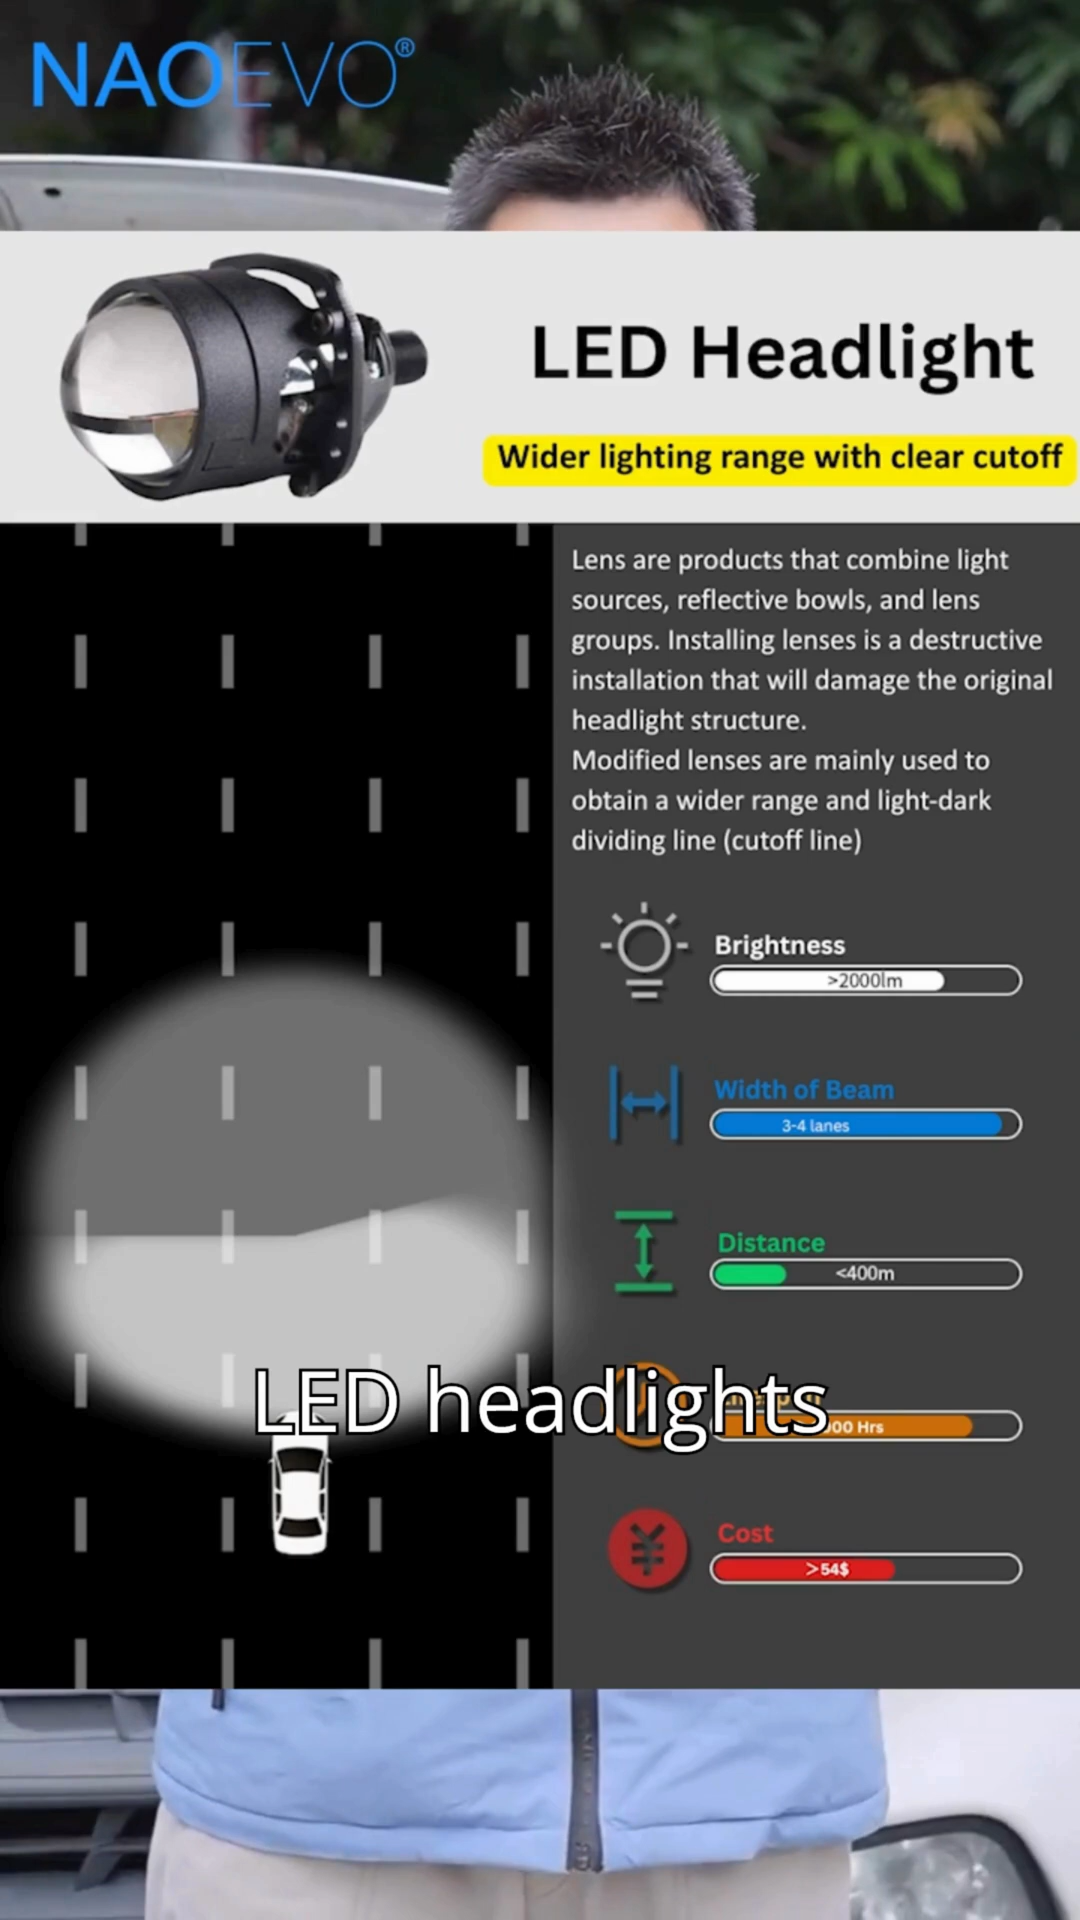 NAOEVO®
LED Headlight
Wider lighting range with clear cutoff
Lens are products that combine light
sources, reflective bowls, and lens
groups. Installing lenses is a destructive
installation that will damage the original
headlight structure.
Modified lenses are mainly used to
obtain a wider range and light-dark
dividing line (cutoff line)
Brightness
>2000lm
Width of Beam
3-4 lanes
Distance
<400m
LED headlights
Hrs
¥
Cost
>54$